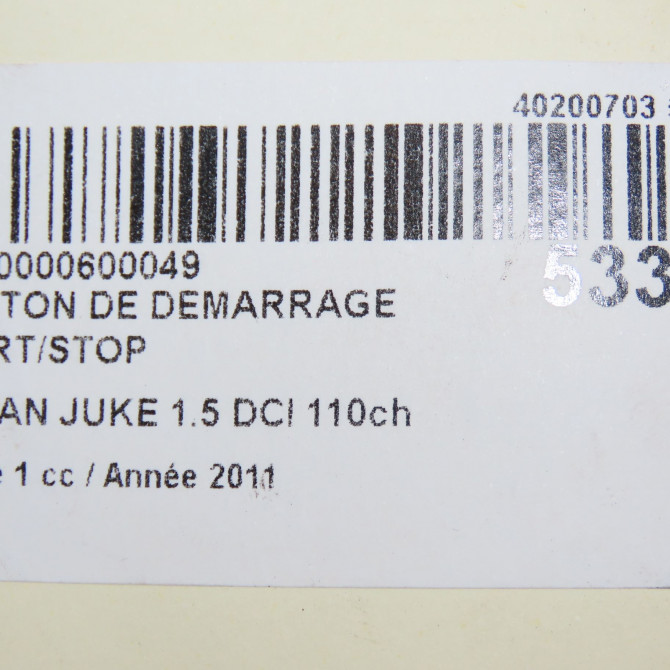 40200703
0000600049
533
TON DE DEMARRAGE
RT/STOP
AN JUKE 1.5 DCI 110ch
e 1 cc / Année 2011